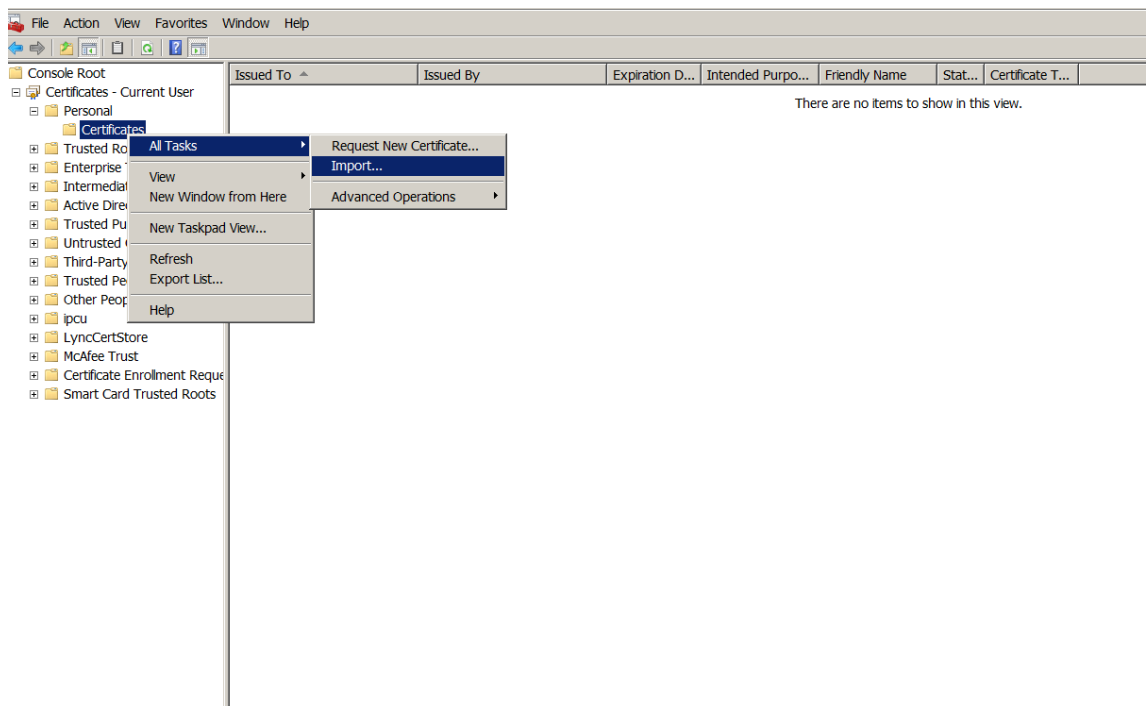 File Action View Favorites Window Help
Console Root
Certificates - Current User
Personal
Certificates
Trusted Ro
Enterprise
Intermediat
Active Dire
Trusted Pu
Untrusted
Third-Party
Trusted Pe
Other Peop
ipcu
LyncCertStore
McAfee Trust
Certificate Enrollment Reque
Smart Card Trusted Roots
Issued To Issued By Expiration D... Intended Purpo... Friendly Name Stat... Certificate T...
There are no items to show in this view.
All Tasks
View
New Window from Here
New Taskpad View...
Refresh
Export List...
Help
Request New Certificate...
Import...
Advanced Operations